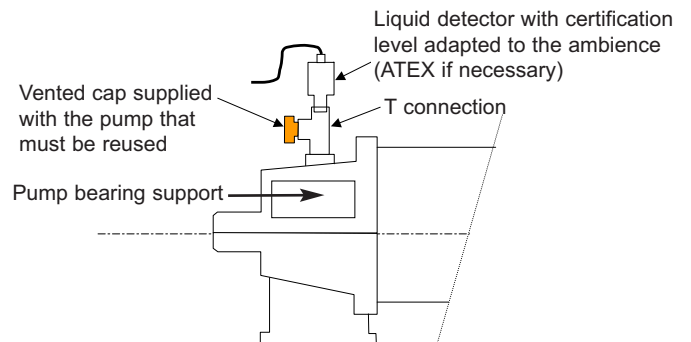 Liquid detector with certification
level adapted to the ambience
(ATEX if necessary)
Vented cap supplied
with the pump that
must be reused
T connection
Pump bearing support